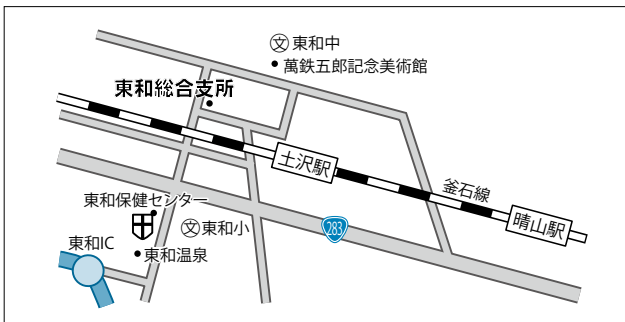 文 東和中
萬鉄五郎記念美術館
東和総合支所
土沢駅
釜石線
晴山駅
東和保健センター
文 東和小
283
東和IC
東和温泉